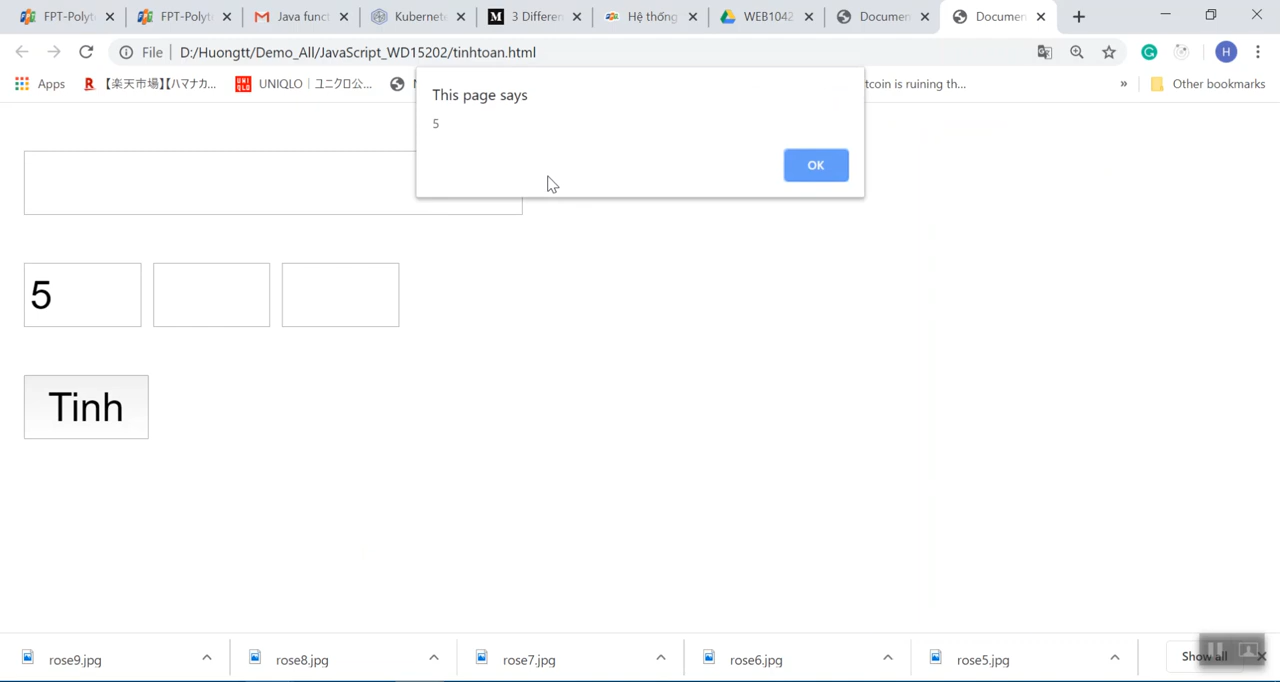 FPT-Polyt
FPT-Polyt
Java funct
Kubernet
3 Differen
Hệ thống
WEB1042
Documen
Documen
File | D:/Huongtt/Demo_All/JavaScript_WD15202/tinhtoan.html
H
Apps
【楽天市場】【ハマナカ...
UNIQLO | ユニクロ公...
tcoin is ruining th...
»
Other bookmarks
This page says
5
OK
5
Tinh
rose9.jpg
rose8.jpg
rose7.jpg
rose6.jpg
rose5.jpg
Show all